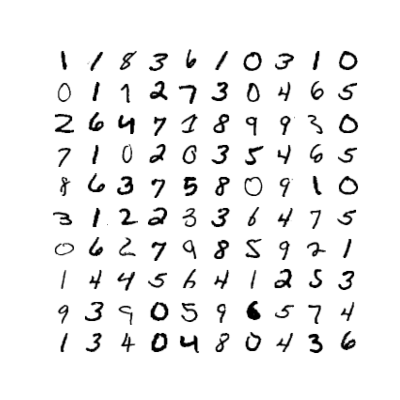 1 1 8 3 6 1 0 3 1 0
0 1 1 2 7 3 0 4 6 5
2 6 4 7 1 8 9 9 3 0
7 1 0 2 0 3 5 4 6 5
8 6 3 7 5 8 0 9 1 0
3 1 2 2 3 3 6 4 7 5
0 6 2 7 9 8 5 9 2 1
1 4 4 5 6 4 1 2 5 3
9 3 9 0 5 9 6 5 7 4
1 3 4 0 4 8 0 4 3 6